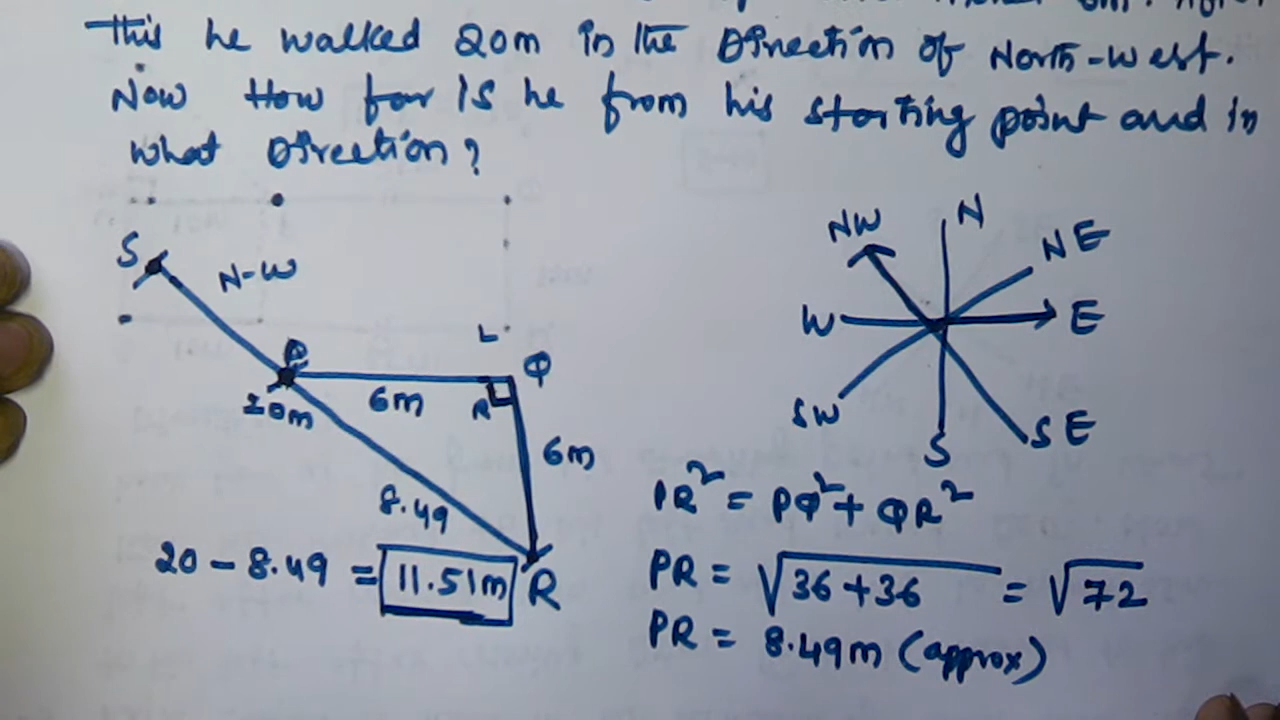 This he walked 20m in the Direction of North-west.
Now How far is he from his starting point and in
what Direction?
S
N-W
P
20m
6m
L
Q
R
6m
8.49
R
20 - 8.49 = 11.51m
NW
N
NE
W
E
SW
S
SE
PR² = PQ² + QR²
PR = √36 + 36 = √72
PR = 8.49m (approx)